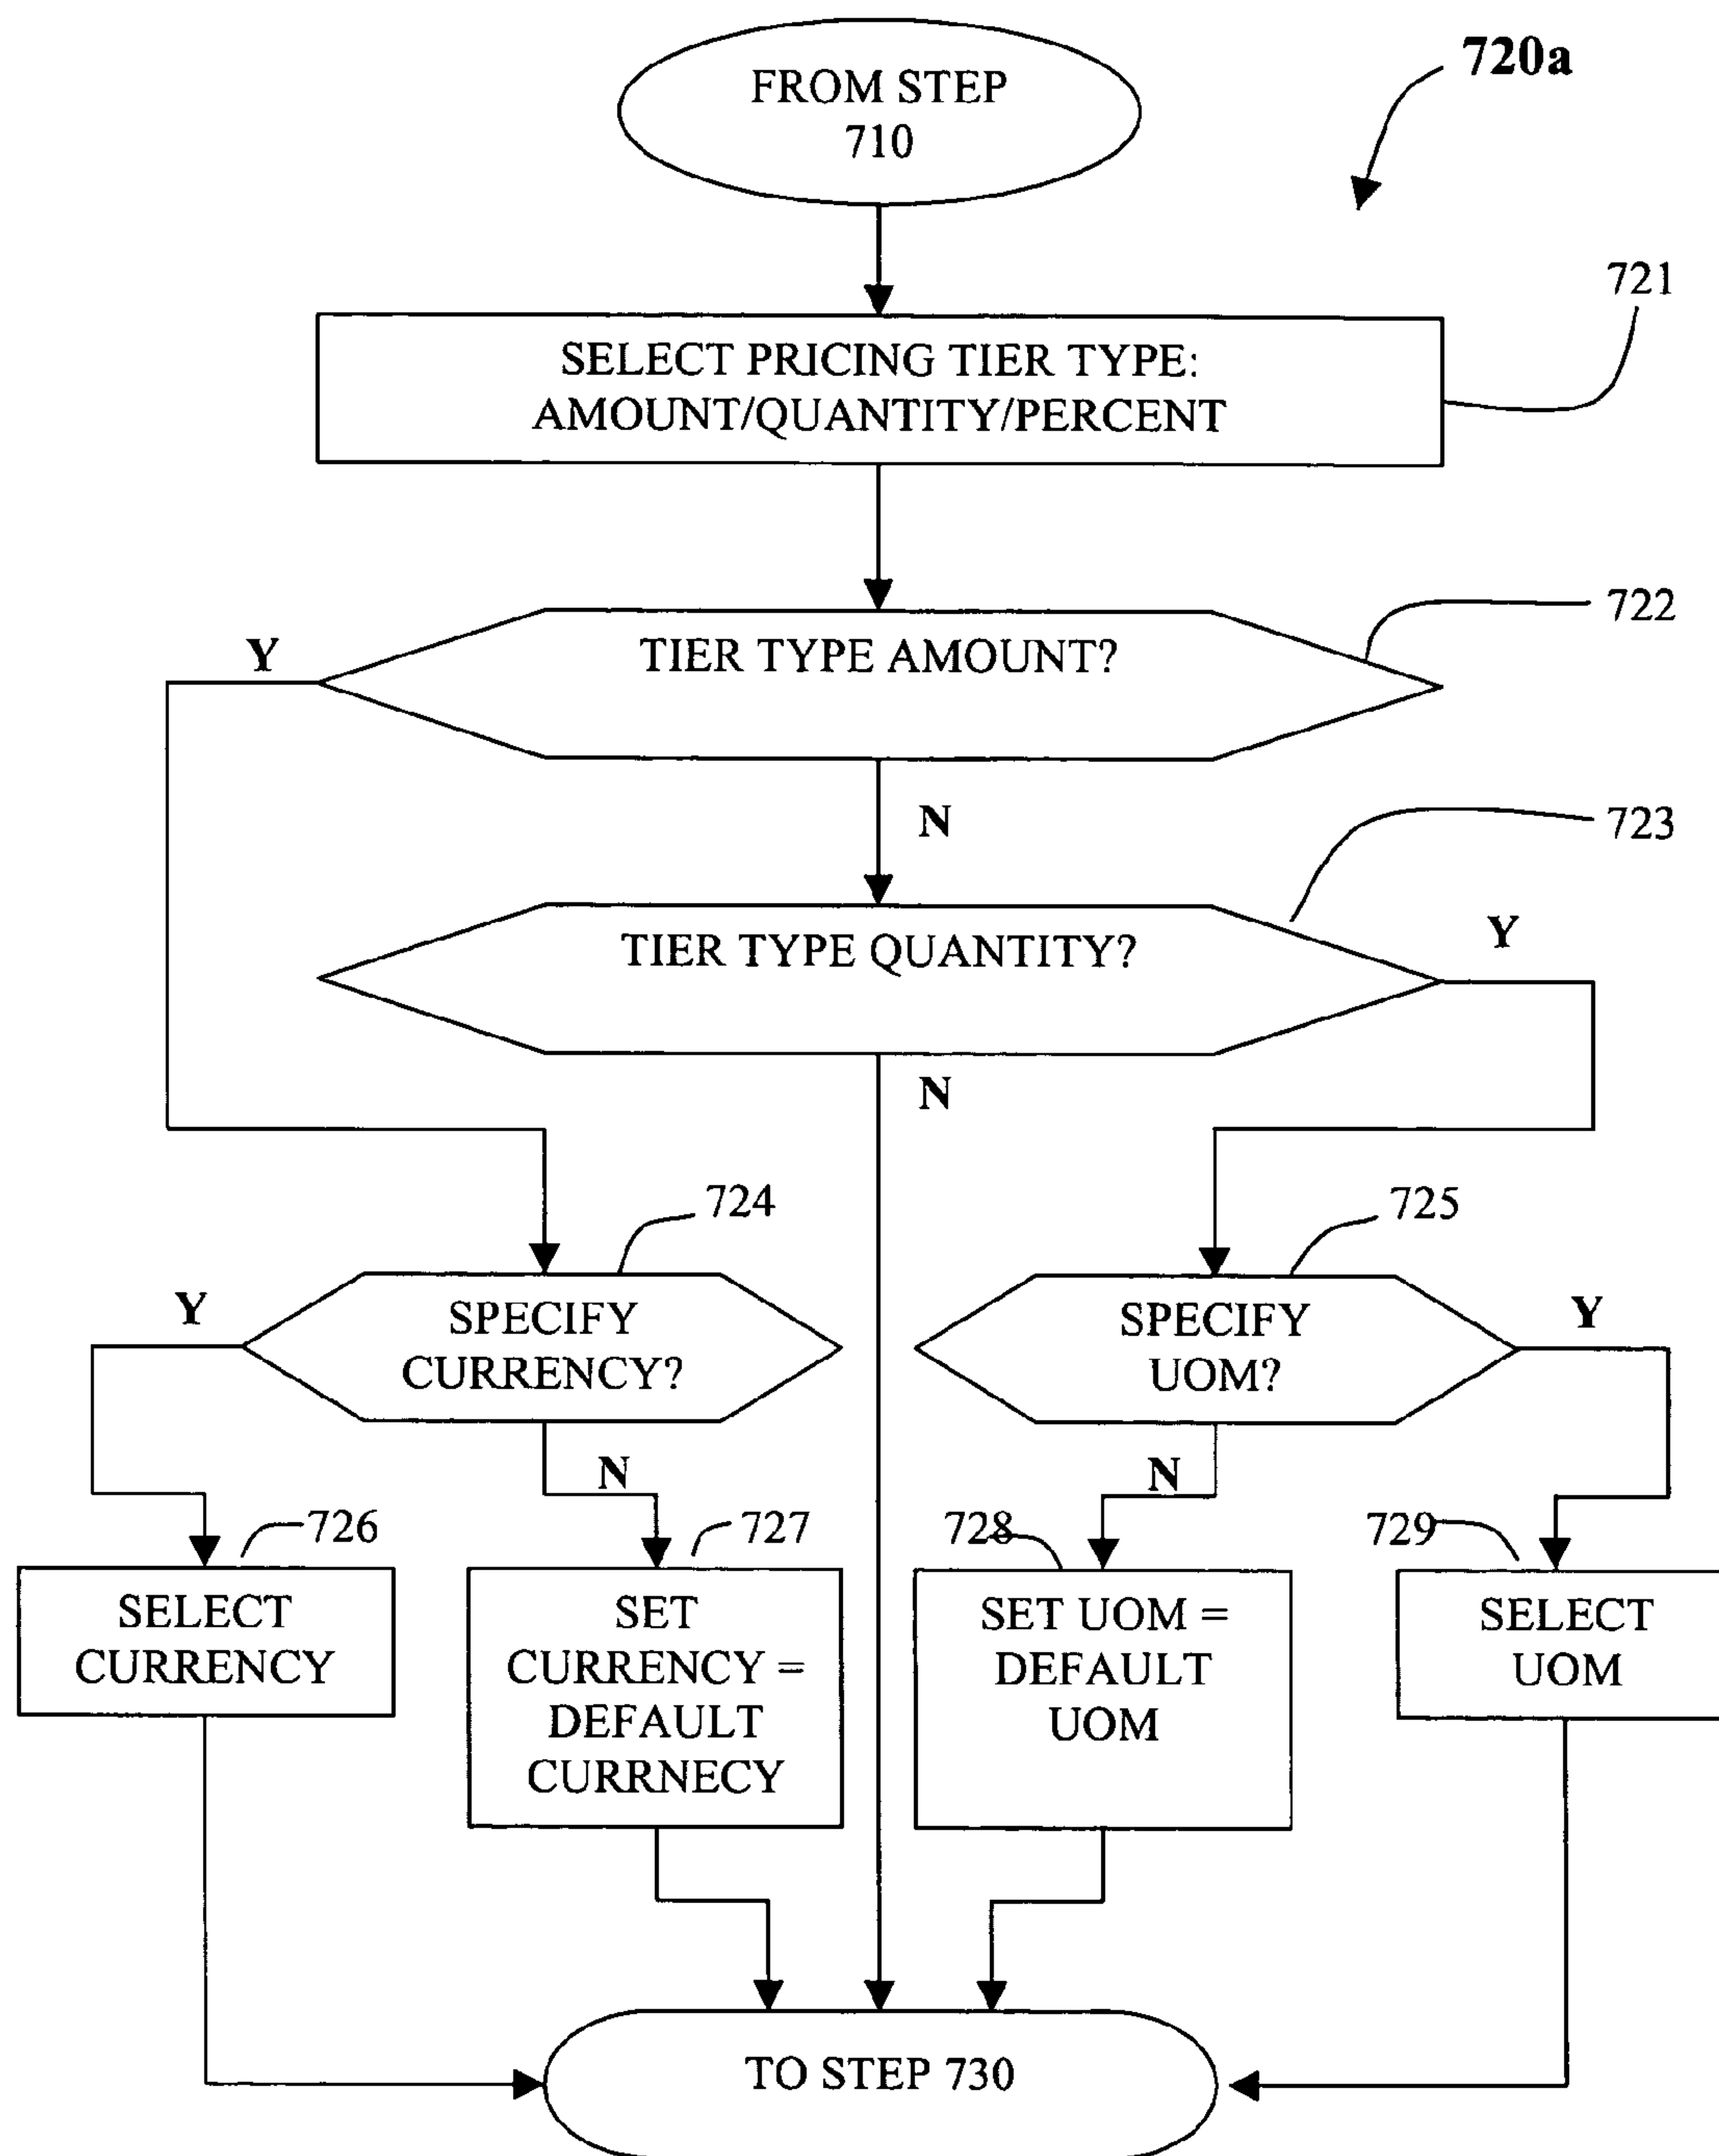 FROM STEP
710
720a
721
SELECT PRICING TIER TYPE:
AMOUNT/QUANTITY/PERCENT
722
Y
TIER TYPE AMOUNT?
N
723
TIER TYPE QUANTITY?
Y
N
724
725
Y
SPECIFY
CURRENCY?
SPECIFY
UOM?
Y
N
N
726
727
728
729
SELECT
CURRENCY
SET
CURRENCY =
DEFAULT
CURRNECY
SET UOM =
DEFAULT
UOM
SELECT
UOM
TO STEP 730